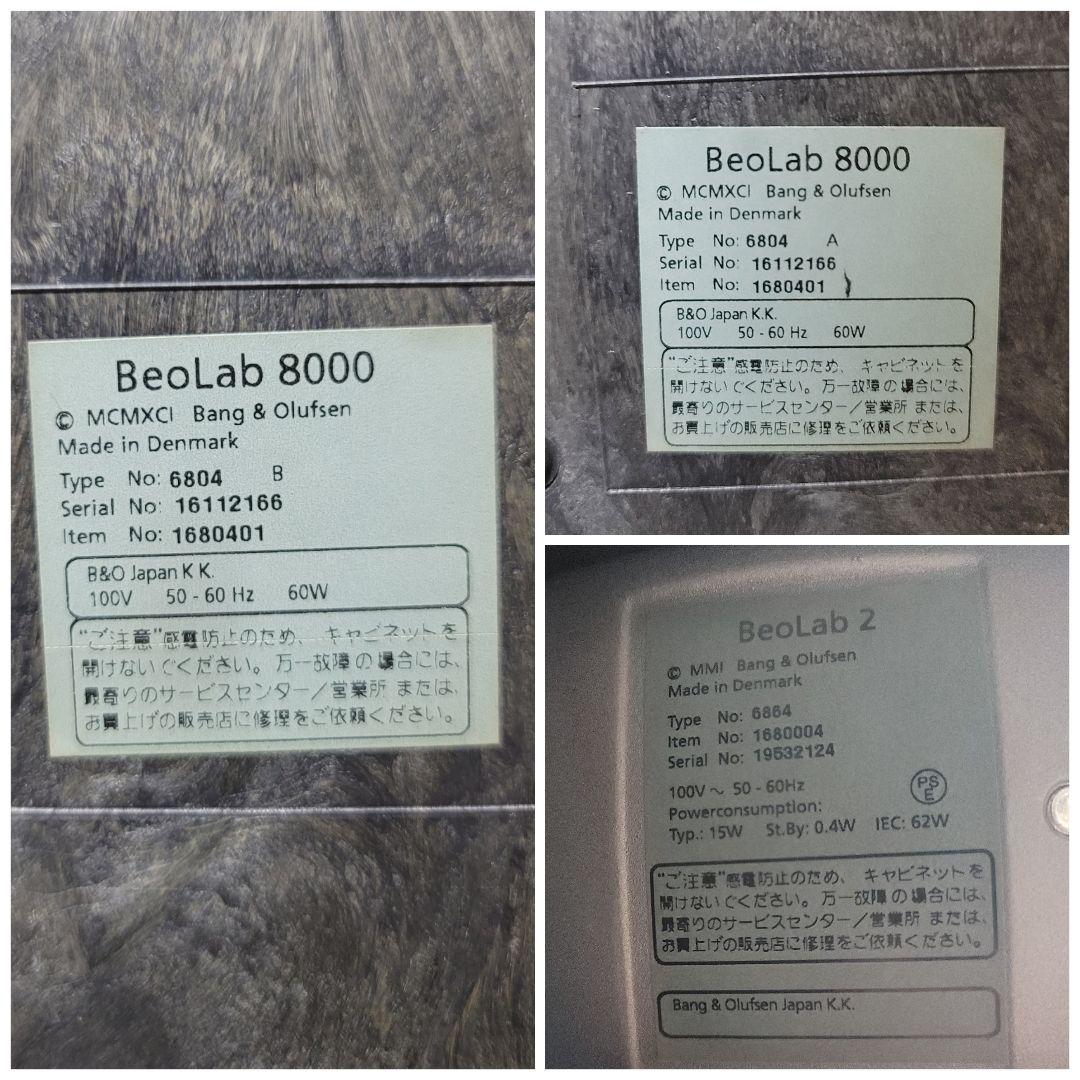 BeoLab 8000
© MCMXCI Bang & Olufsen
Made in Denmark
Type No: 6804 B
Serial No: 16112166
Item No: 1680401
B&O Japan K K.
100V 50 - 60 Hz 60W
"ご注意"感電防止のため、 キャビネットを
開けないでください。万一故障の場合には、
最寄りのサービスセンター／営業所 または、
お買上げの販売店に修理をご依頼ください。
BeoLab 8000
© MCMXCI Bang & Olufsen
Made in Denmark
Type No: 6804 A
Serial No: 16112166
Item No: 1680401
B&O Japan K.K.
100V 50 - 60 Hz 60W
"ご注意"感電防止のため、 キャビネットを
開けないでください。万一故障の場合には、
最寄りのサービスセンター／営業所 または、
お買上げの販売店に修理をご依頼ください。
BeoLab 2
© MMI Bang & Olufsen
Made in Denmark
Type No: 6864
Item No: 1680004
Serial No: 19532124
100V ～ 50 - 60Hz
PSE
Powerconsumption:
Typ.: 15W St.By: 0.4W IEC: 62W
"ご注意"感電防止のため、 キャビネットを
開けないでください。万一故障の場合には、
最寄りのサービスセンター／営業所 または、
お買上げの販売店に修理をご依頼ください。
Bang & Olufsen Japan K.K.